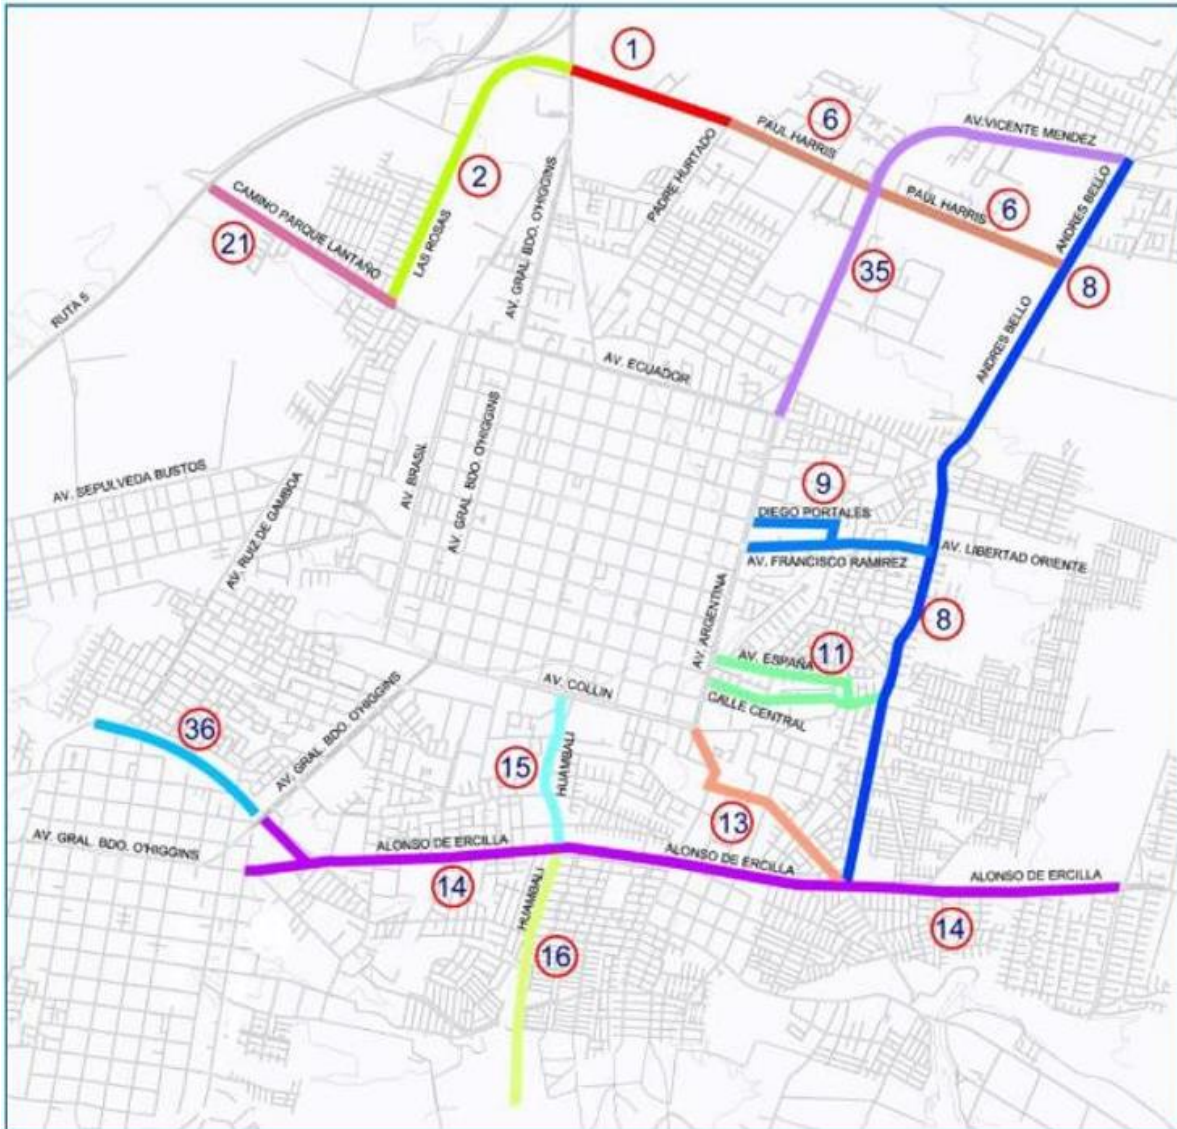 1
6
AV.VICENTE MENDEZ
PAUL HARRIS
PADRE HURTADO
2
CAMINO PARQUE LANTAÑO
21
LAS ROSAS
AV. GRAL. BDO. O'HIGGINS
PAUL HARRIS
6
ANDRES BELLO
35
8
RUTA 5
ANDRES BELLO
AV. ECUADOR
AV. SEPULVEDA BUSTOS
AV. BRASIL
AV. GRAL. BDO. O'HIGGINS
9
DIEGO PORTALES
AV. RUIZ DE GAMBOA
AV. FRANCISCO RAMIREZ
AV. LIBERTAD ORIENTE
AV. ARGENTINA
8
AV. ESPAÑA
11
AV. COLLIN
CALLE CENTRAL
36
AV. GRAL. BDO. O'HIGGINS
15
HUAMBALI
13
AV. GRAL. BDO. O'HIGGINS
ALONSO DE ERCILLA
ALONSO DE ERCILLA
ALONSO DE ERCILLA
14
HUAMBALI
14
16